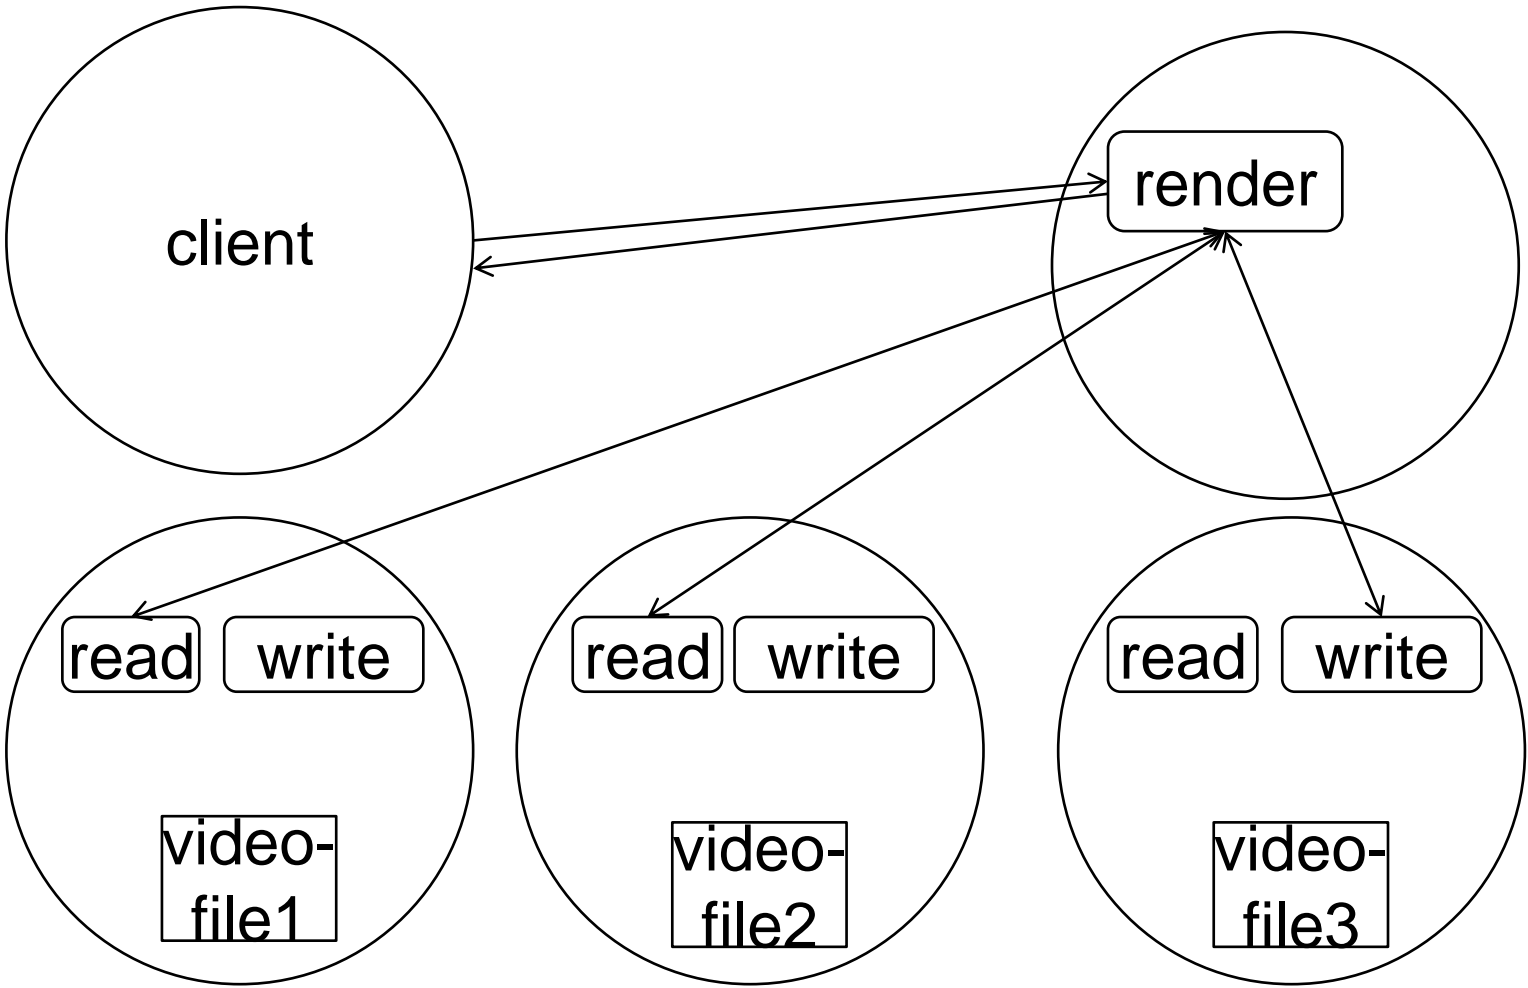 render
client
read
write
read
write
read
write
video-
file1
video-
file2
video-
file3